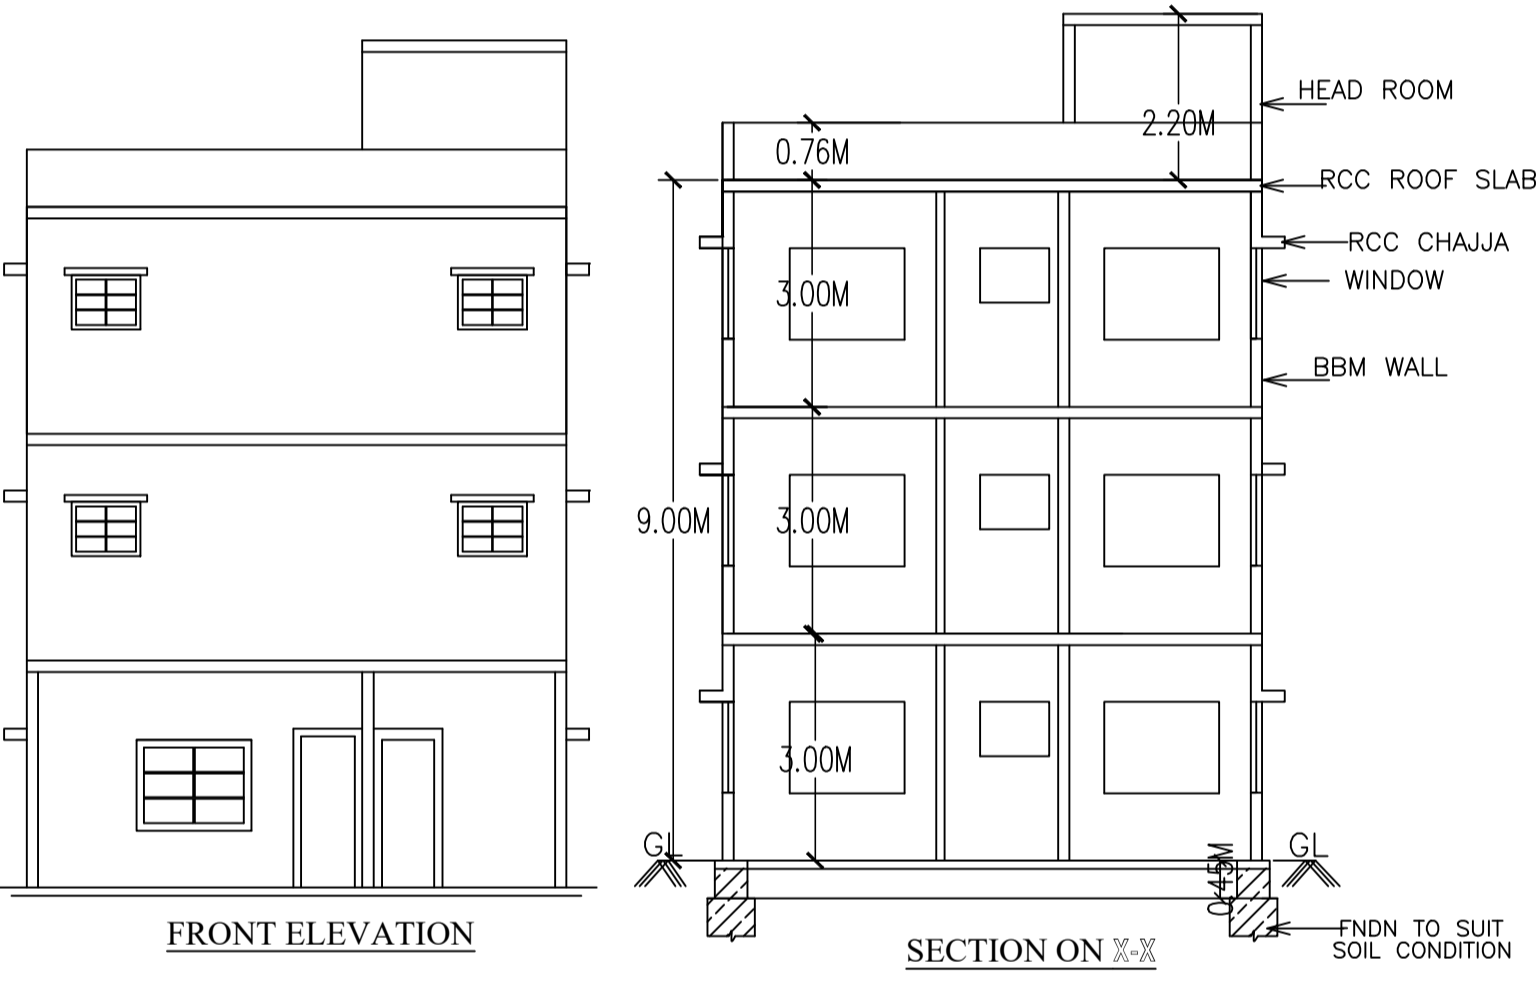 HEAD ROOM
2.20M
0.76M
RCC ROOF SLAB
RCC CHAJJA
WINDOW
3.00M
BBM WALL
9.00M
3.00M
3.00M
GL
GL
0.45M
FRONT ELEVATION
SECTION ON X-X
FNDN TO SUIT
SOIL CONDITION